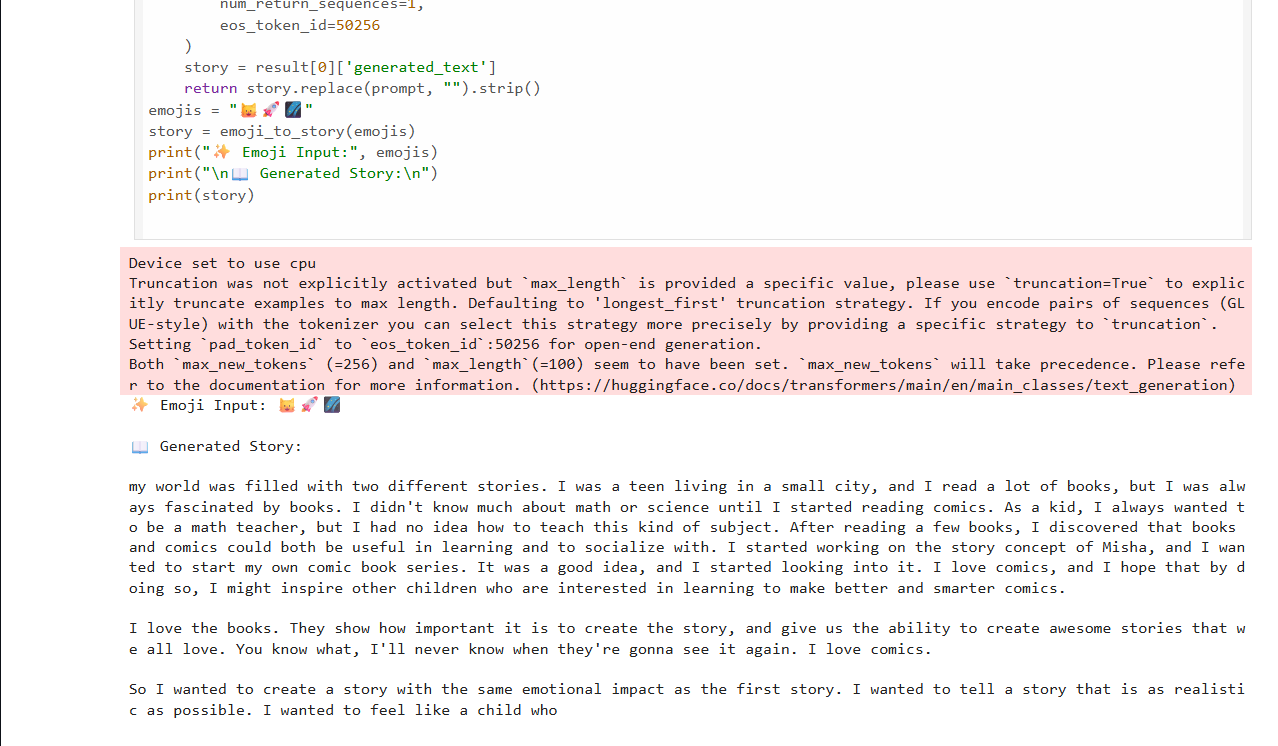 num_return_sequences=1,
eos_token_id=50256
)
story = result[0]['generated_text']
return story.replace(prompt, "").strip()
emojis = "😺🚀🌌"
story = emoji_to_story(emojis)
print("✨ Emoji Input:", emojis)
print("\n📖 Generated Story:\n")
print(story)
Device set to use cpu
Truncation was not explicitly activated but `max_length` is provided a specific value, please use `truncation=True` to explic
itly truncate examples to max length. Defaulting to 'longest_first' truncation strategy. If you encode pairs of sequences (GL
UE-style) with the tokenizer you can select this strategy more precisely by providing a specific strategy to `truncation`.
Setting `pad_token_id` to `eos_token_id`:50256 for open-end generation.
Both `max_new_tokens` (=256) and `max_length`(=100) seem to have been set. `max_new_tokens` will take precedence. Please refe
r to the documentation for more information. (https://huggingface.co/docs/transformers/main/en/main_classes/text_generation)
✨ Emoji Input: 😺🚀🌌
📖 Generated Story:
my world was filled with two different stories. I was a teen living in a small city, and I read a lot of books, but I was alw
ays fascinated by books. I didn't know much about math or science until I started reading comics. As a kid, I always wanted t
o be a math teacher, but I had no idea how to teach this kind of subject. After reading a few books, I discovered that books
and comics could both be useful in learning and to socialize with. I started working on the story concept of Misha, and I wan
ted to start my own comic book series. It was a good idea, and I started looking into it. I love comics, and I hope that by d
oing so, I might inspire other children who are interested in learning to make better and smarter comics.
I love the books. They show how important it is to create the story, and give us the ability to create awesome stories that w
e all love. You know what, I'll never know when they're gonna see it again. I love comics.
So I wanted to create a story with the same emotional impact as the first story. I wanted to tell a story that is as realisti
c as possible. I wanted to feel like a child who